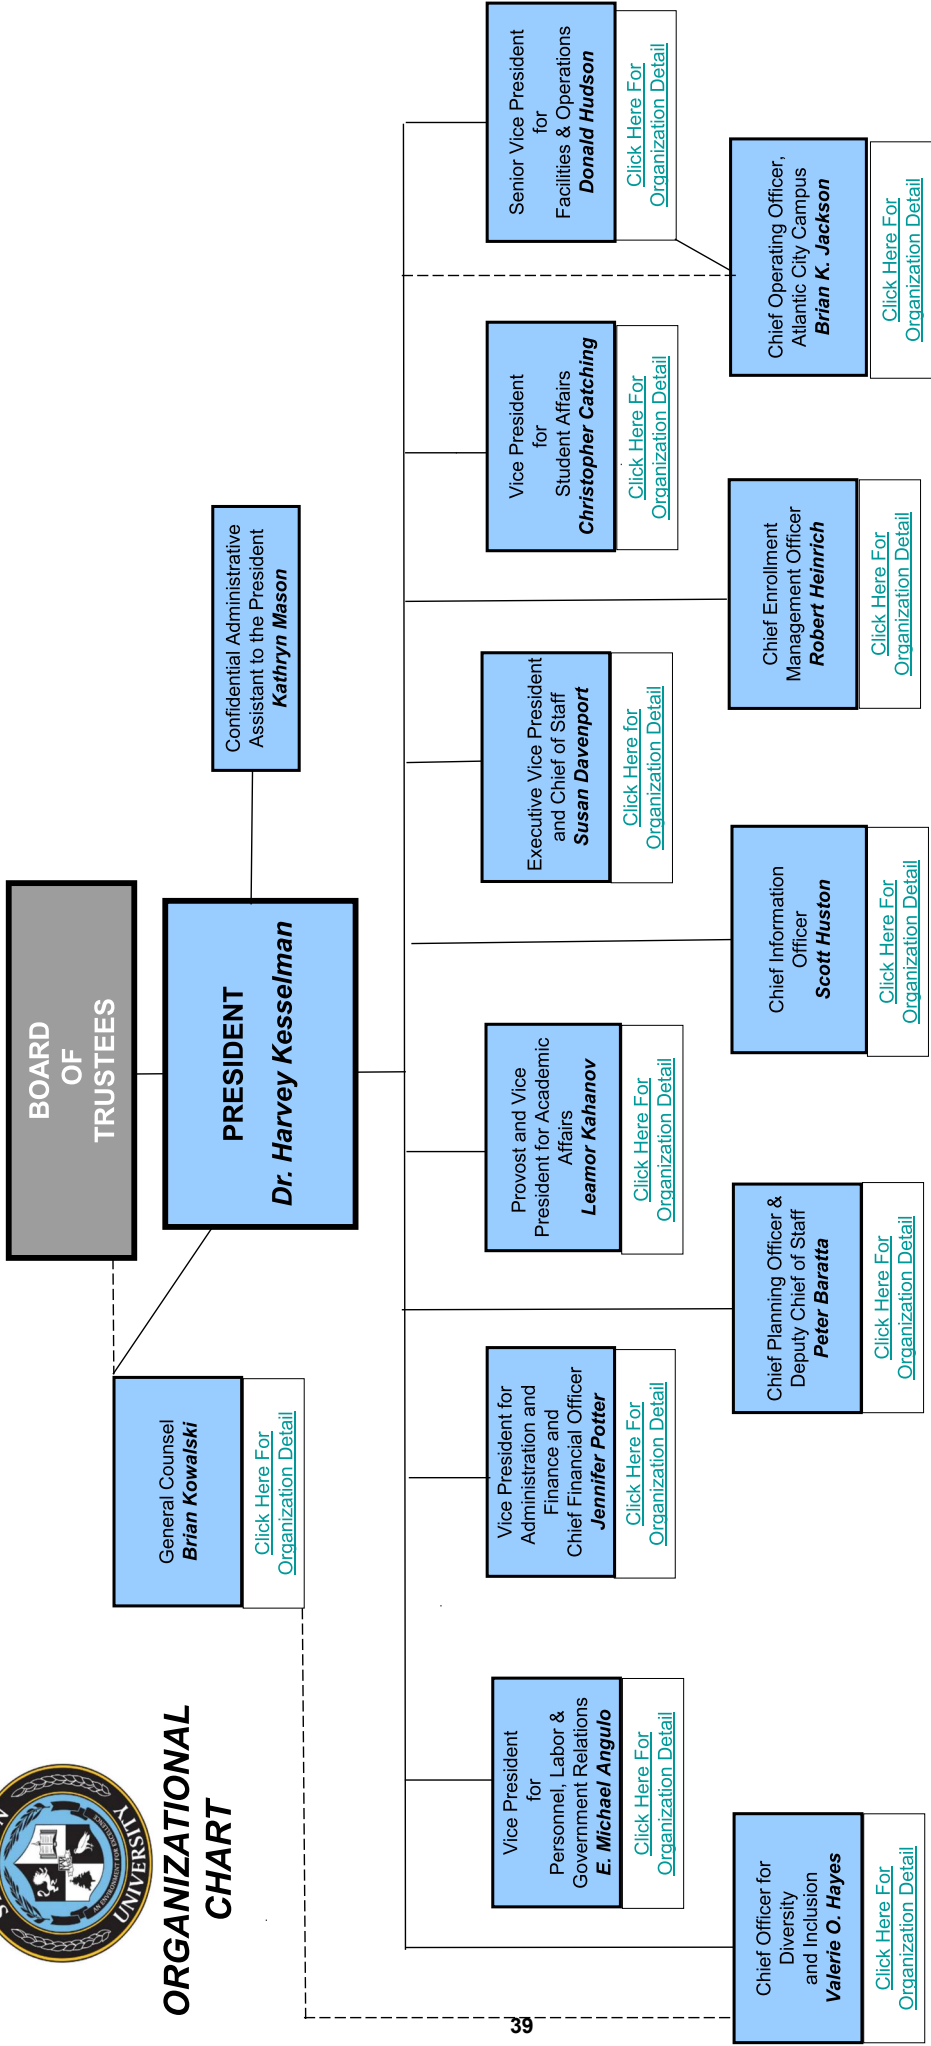 UNIVERSITY
AN ENVIRONMENT FOR EXCELLENCE
ORGANIZATIONAL
CHART
BOARD
OF
TRUSTEES
PRESIDENT
Dr. Harvey Kesselman
General Counsel
Brian Kowalski
Click Here For
Organization Detail
Confidential Administrative
Assistant to the President
Kathryn Mason
Vice President
for
Personnel, Labor &
Government Relations
E. Michael Angulo
Click Here For
Organization Detail
Vice President for
Administration and
Finance and
Chief Financial Officer
Jennifer Potter
Click Here For
Organization Detail
Provost and Vice
President for Academic
Affairs
Leamor Kahanov
Click Here For
Organization Detail
Executive Vice President
and Chief of Staff
Susan Davenport
Click Here for
Organization Detail
Vice President
for
Student Affairs
Christopher Catching
Click Here For
Organization Detail
Senior Vice President
for
Facilities & Operations
Donald Hudson
Click Here For
Organization Detail
Chief Officer for
Diversity
and Inclusion
Valerie O. Hayes
Click Here For
Organization Detail
Chief Planning Officer &
Deputy Chief of Staff
Peter Baratta
Click Here For
Organization Detail
Chief Information
Officer
Scott Huston
Click Here For
Organization Detail
Chief Enrollment
Management Officer
Robert Heinrich
Click Here For
Organization Detail
Chief Operating Officer,
Atlantic City Campus
Brian K. Jackson
Click Here For
Organization Detail
39